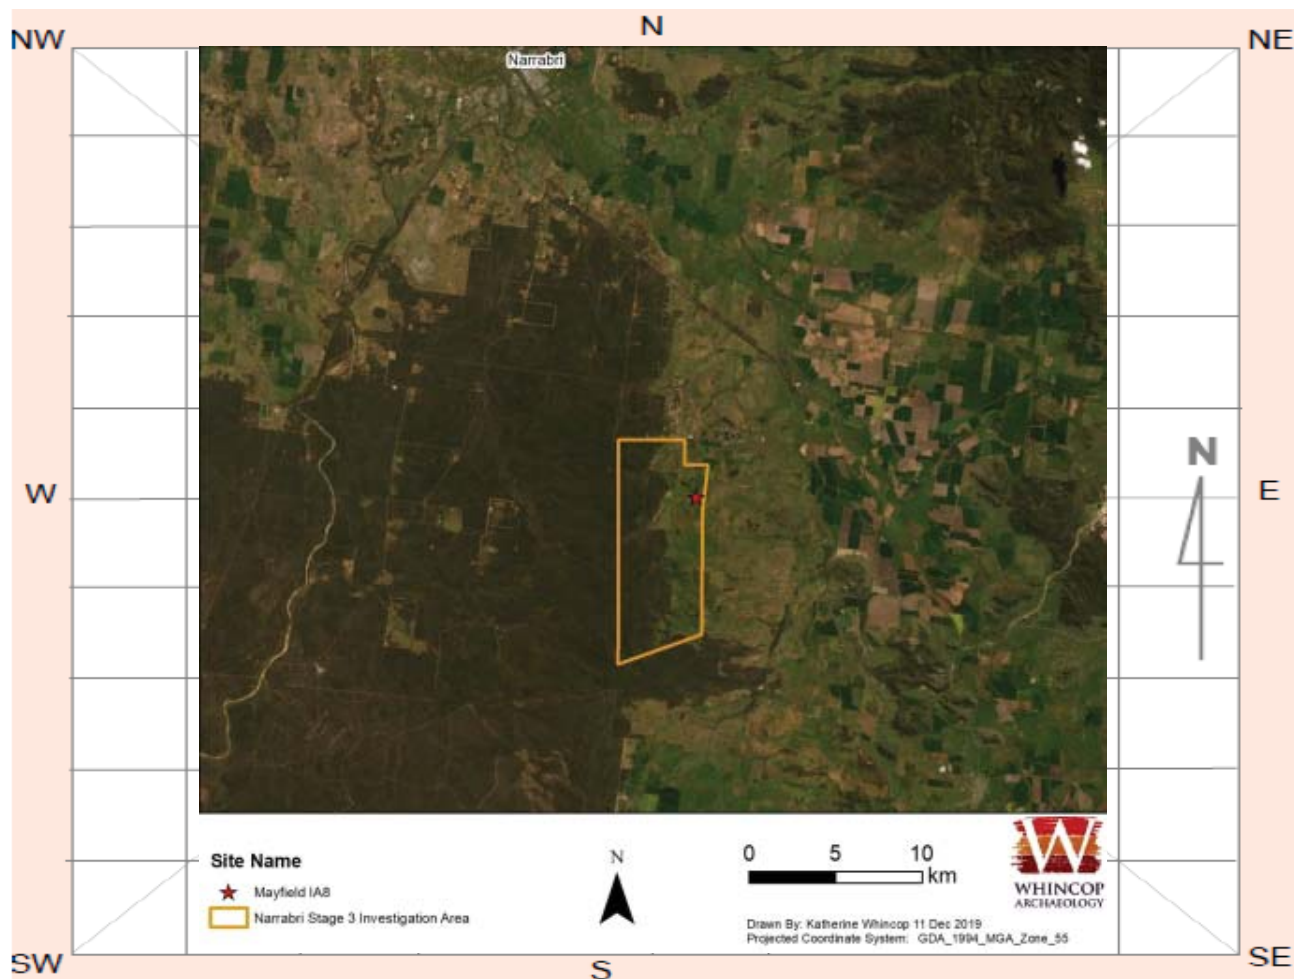 N
NW
NE
Narrabri
N
W
E
Site Name
Mayfield IA8
Narrabri Stage 3 Investigation Area
N
0 5 10
km
W
WHINCOP
ARCHAEOLOGY
Drawn By: Katherine Whincop 11 Dec 2019
Projected Coordinate System: GDA_1994_MGA_Zone_55
SW
S
SE